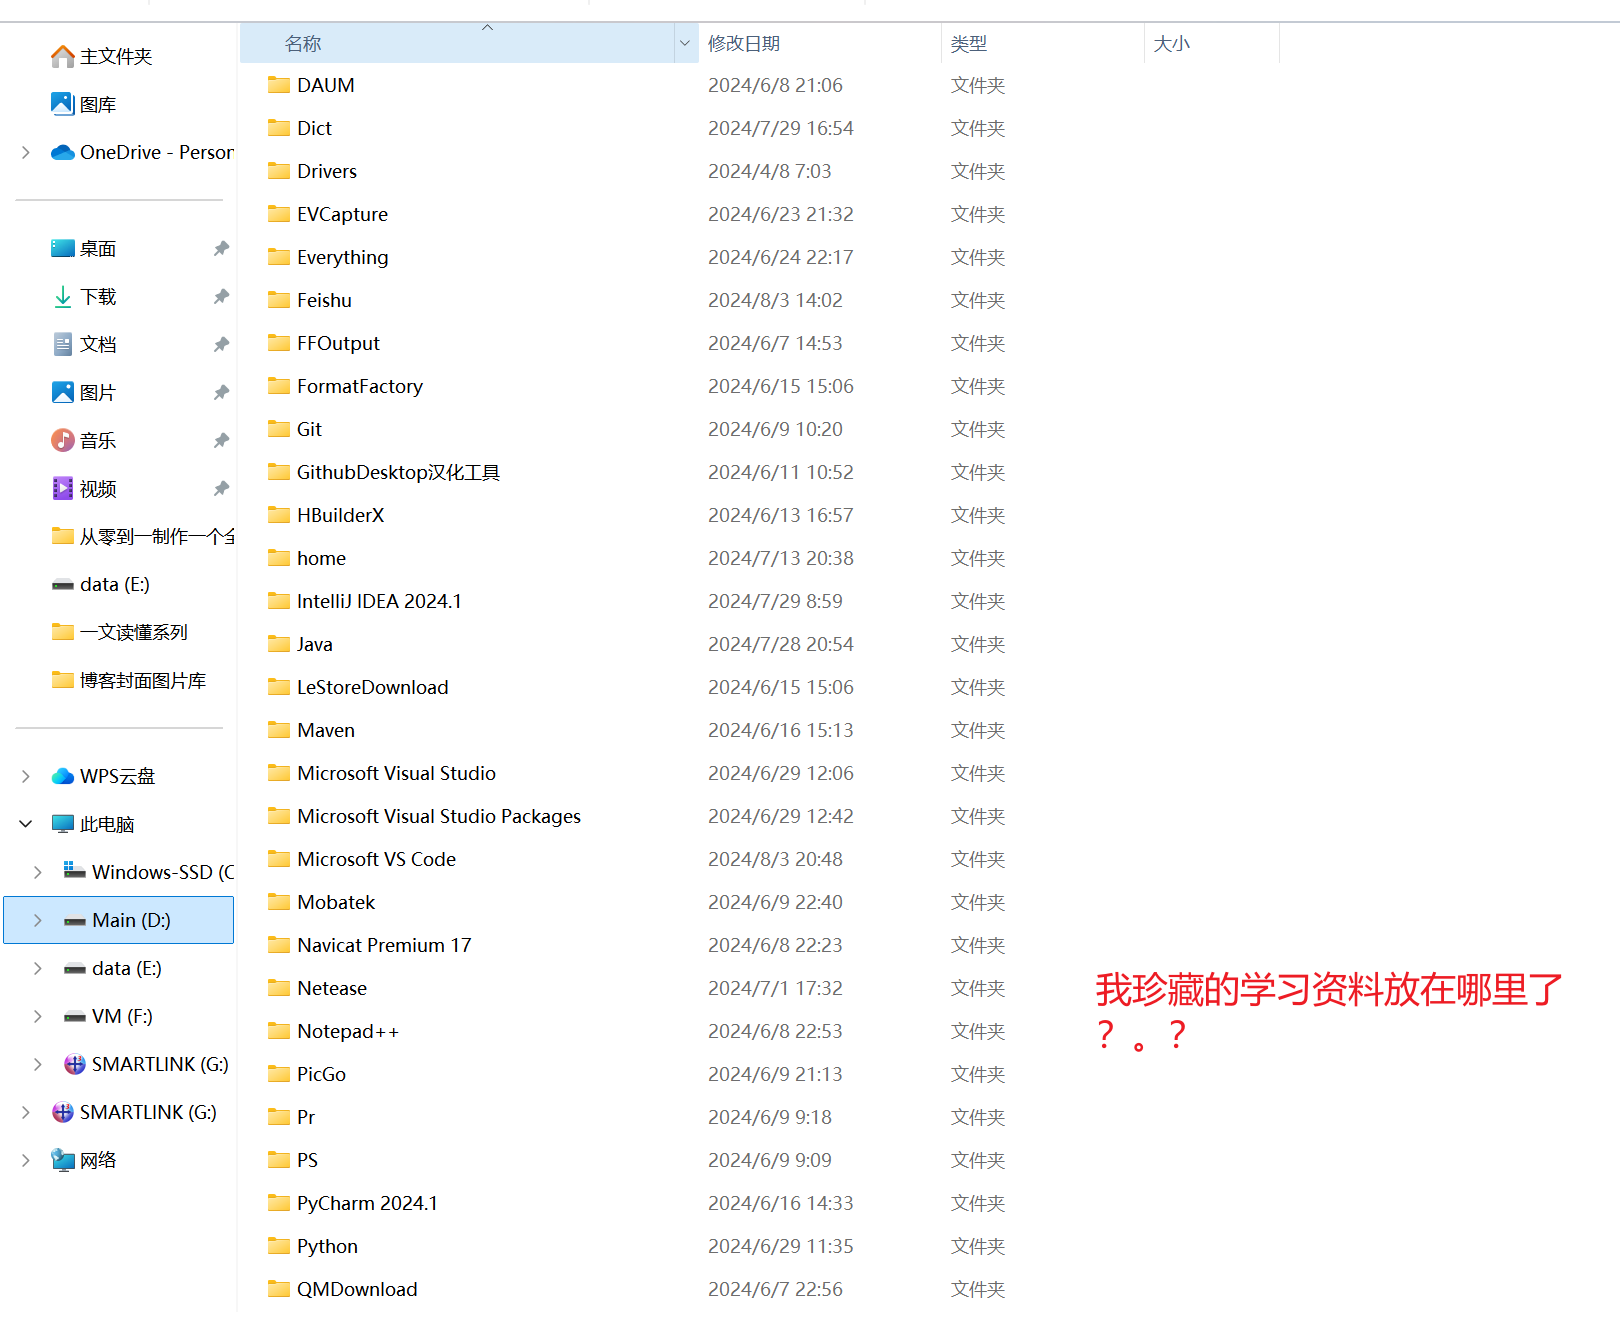 主文件夹
图库
OneDrive - Person
桌面
下载
文档
图片
音乐
视频
从零到一制作一个全
data (E:)
一文读懂系列
博客封面图片库
WPS云盘
此电脑
Windows-SSD (C
Main (D:)
data (E:)
VM (F:)
SMARTLINK (G:)
SMARTLINK (G:)
网络
名称 修改日期 类型 大小
DAUM 2024/6/8 21:06 文件夹
Dict 2024/7/29 16:54 文件夹
Drivers 2024/4/8 7:03 文件夹
EVCapture 2024/6/23 21:32 文件夹
Everything 2024/6/24 22:17 文件夹
Feishu 2024/8/3 14:02 文件夹
FFOutput 2024/6/7 14:53 文件夹
FormatFactory 2024/6/15 15:06 文件夹
Git 2024/6/9 10:20 文件夹
GithubDesktop汉化工具 2024/6/11 10:52 文件夹
HBuilderX 2024/6/13 16:57 文件夹
home 2024/7/13 20:38 文件夹
IntelliJ IDEA 2024.1 2024/7/29 8:59 文件夹
Java 2024/7/28 20:54 文件夹
LeStoreDownload 2024/6/15 15:06 文件夹
Maven 2024/6/16 15:13 文件夹
Microsoft Visual Studio 2024/6/29 12:06 文件夹
Microsoft Visual Studio Packages 2024/6/29 12:42 文件夹
Microsoft VS Code 2024/8/3 20:48 文件夹
Mobatek 2024/6/9 22:40 文件夹
Navicat Premium 17 2024/6/8 22:23 文件夹
Netease 2024/7/1 17:32 文件夹
Notepad++ 2024/6/8 22:53 文件夹
PicGo 2024/6/9 21:13 文件夹
Pr 2024/6/9 9:18 文件夹
PS 2024/6/9 9:09 文件夹
PyCharm 2024.1 2024/6/16 14:33 文件夹
Python 2024/6/29 11:35 文件夹
QMDownload 2024/6/7 22:56 文件夹
我珍藏的学习资料放在哪里了
？。？